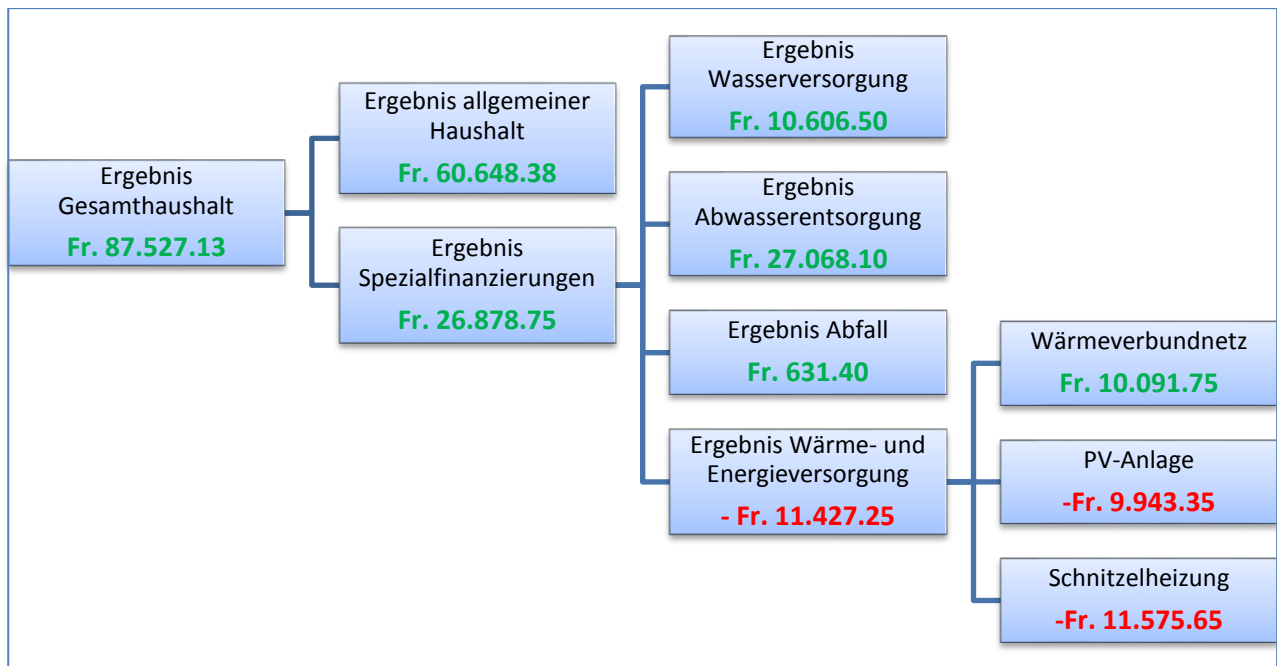 Ergebnis
Gesamthaushalt
Fr. 87.527.13
Ergebnis allgemeiner
Haushalt
Fr. 60.648.38
Ergebnis
Spezialfinanzierungen
Fr. 26.878.75
Ergebnis
Wasserversorgung
Fr. 10.606.50
Ergebnis
Abwasserentsorgung
Fr. 27.068.10
Ergebnis Abfall
Fr. 631.40
Ergebnis Wärme- und
Energieversorgung
- Fr. 11.427.25
Wärmeverbundnetz
Fr. 10.091.75
PV-Anlage
-Fr. 9.943.35
Schnitzelheizung
-Fr. 11.575.65